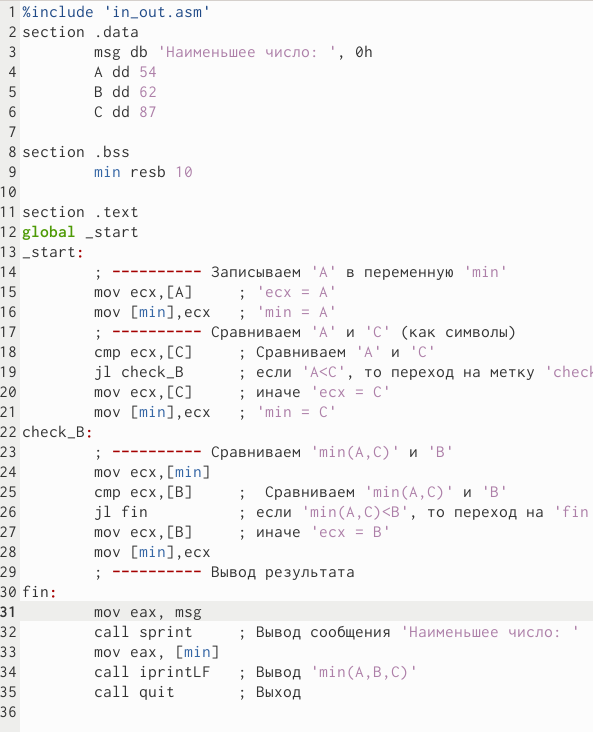 1 %include 'in_out.asm'
2 section .data
3 msg db 'Наименьшее число: ', 0h
4 A dd 54
5 B dd 62
6 C dd 87
7
8 section .bss
9 min resb 10
10
11 section .text
12 global _start
13 _start:
14 ; ---------- Записываем 'A' в переменную 'min'
15 mov ecx,[A] ; 'ecx = A'
16 mov [min],ecx ; 'min = A'
17 ; ---------- Сравниваем 'A' и 'С' (как символы)
18 cmp ecx,[C] ; Сравниваем 'A' и 'С'
19 jl check_B ; если 'A<C', то переход на метку 'chec
20 mov ecx,[C] ; иначе 'ecx = C'
21 mov [min],ecx ; 'min = C'
22 check_B:
23 ; ---------- Сравниваем 'min(A,C)' и 'B'
24 mov ecx,[min]
25 cmp ecx,[B] ; Сравниваем 'min(A,C)' и 'B'
26 jl fin ; если 'min(A,C)<B', то переход на 'fin
27 mov ecx,[B] ; иначе 'ecx = B'
28 mov [min],ecx
29 ; ---------- Вывод результата
30 fin:
31 mov eax, msg
32 call sprint ; Вывод сообщения 'Наименьшее число: '
33 mov eax, [min]
34 call iprintLF ; Вывод 'min(A,B,C)'
35 call quit ; Выход
36